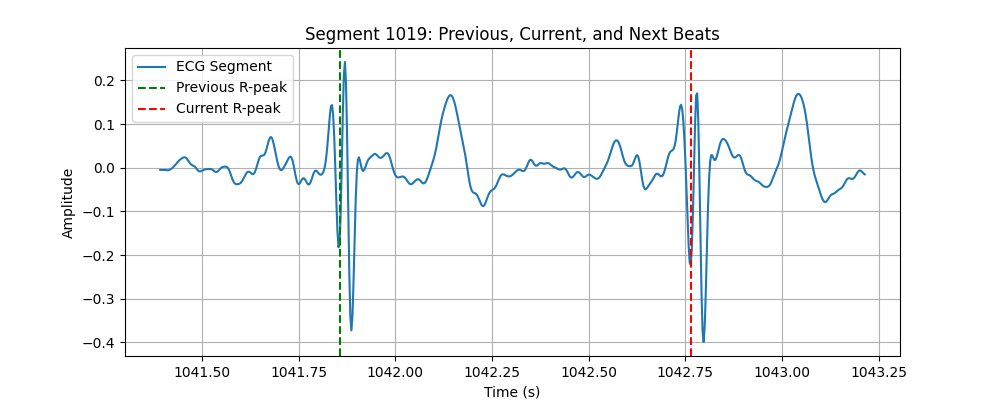 Segment 1019: Previous, Current, and Next Beats
ECG Segment
Previous R-peak
Current R-peak
Amplitude
0.2
0.1
0.0
−0.1
−0.2
−0.3
−0.4
1041.50 1041.75 1042.00 1042.25 1042.50 1042.75 1043.00 1043.25
Time (s)